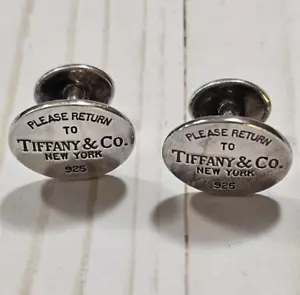 PLEASE RETURN
TO
TIFFANY & CO.
NEW YORK
925
PLEASE RETURN
TO
TIFFANY & CO.
NEW YORK
925